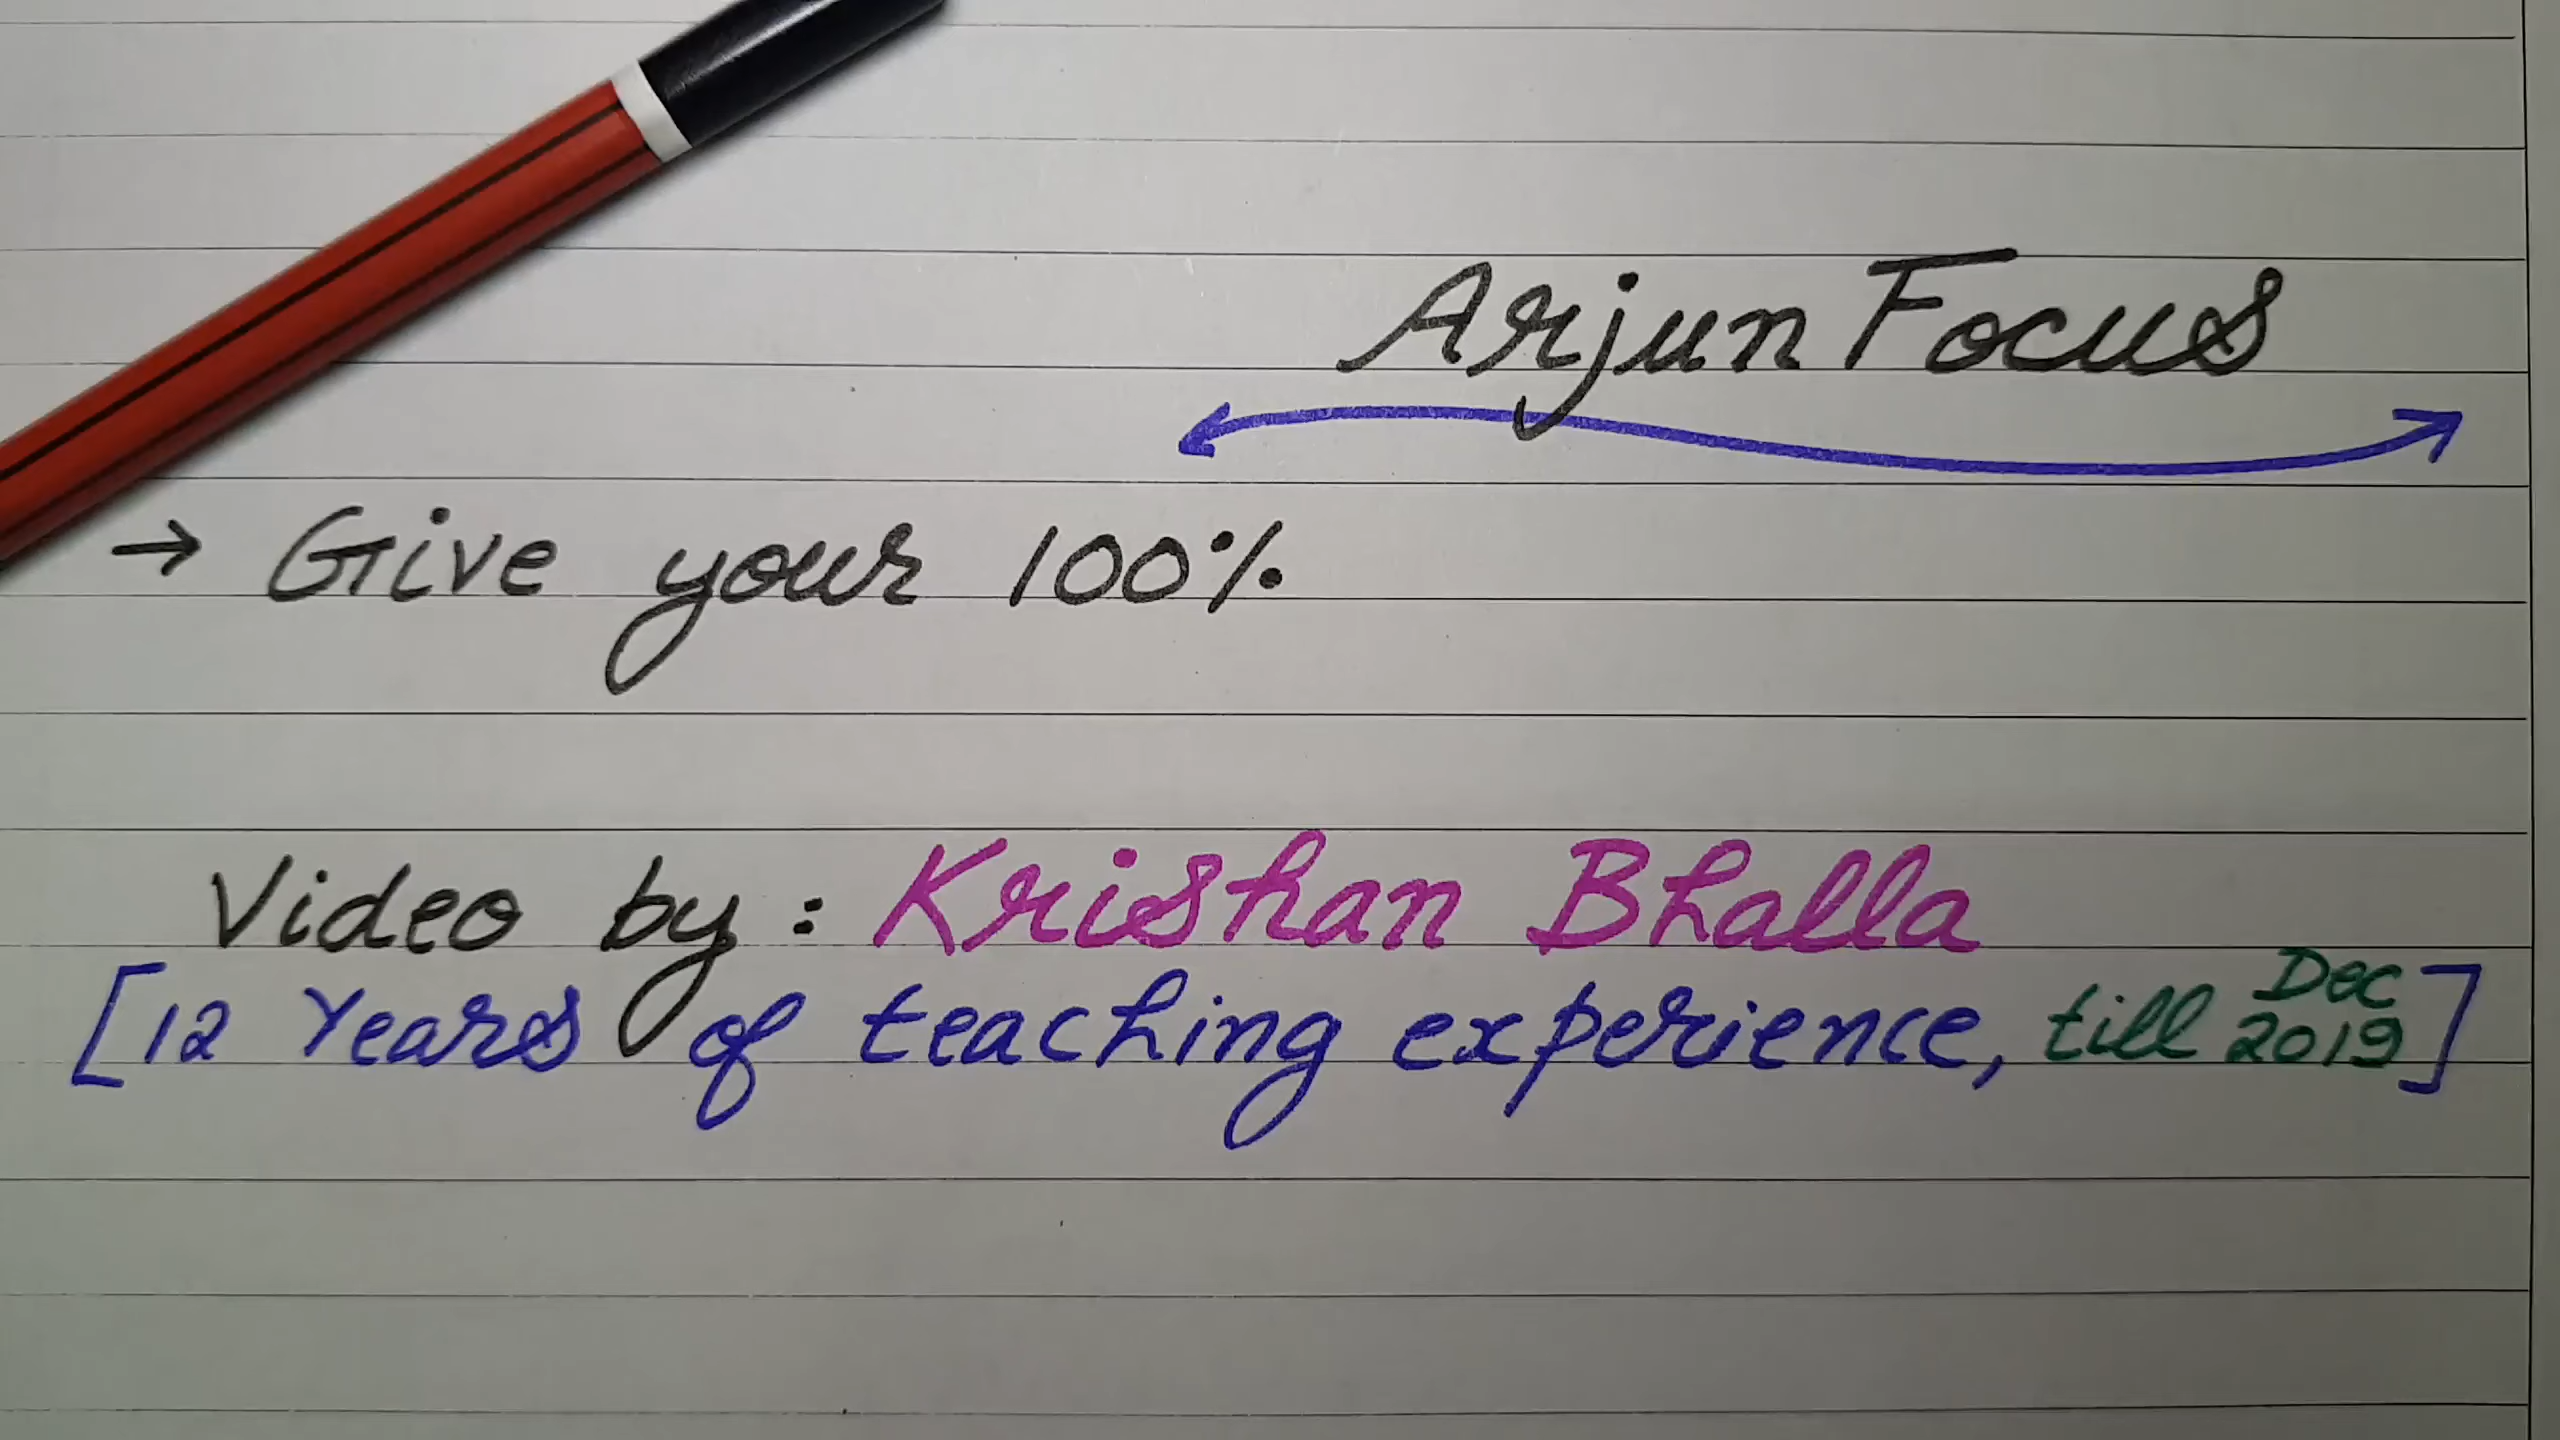 Arjun Focus
→ Give your 100%
Video by : Krishan Bhalla
[12 Years of teaching experience, till Dec 2019]